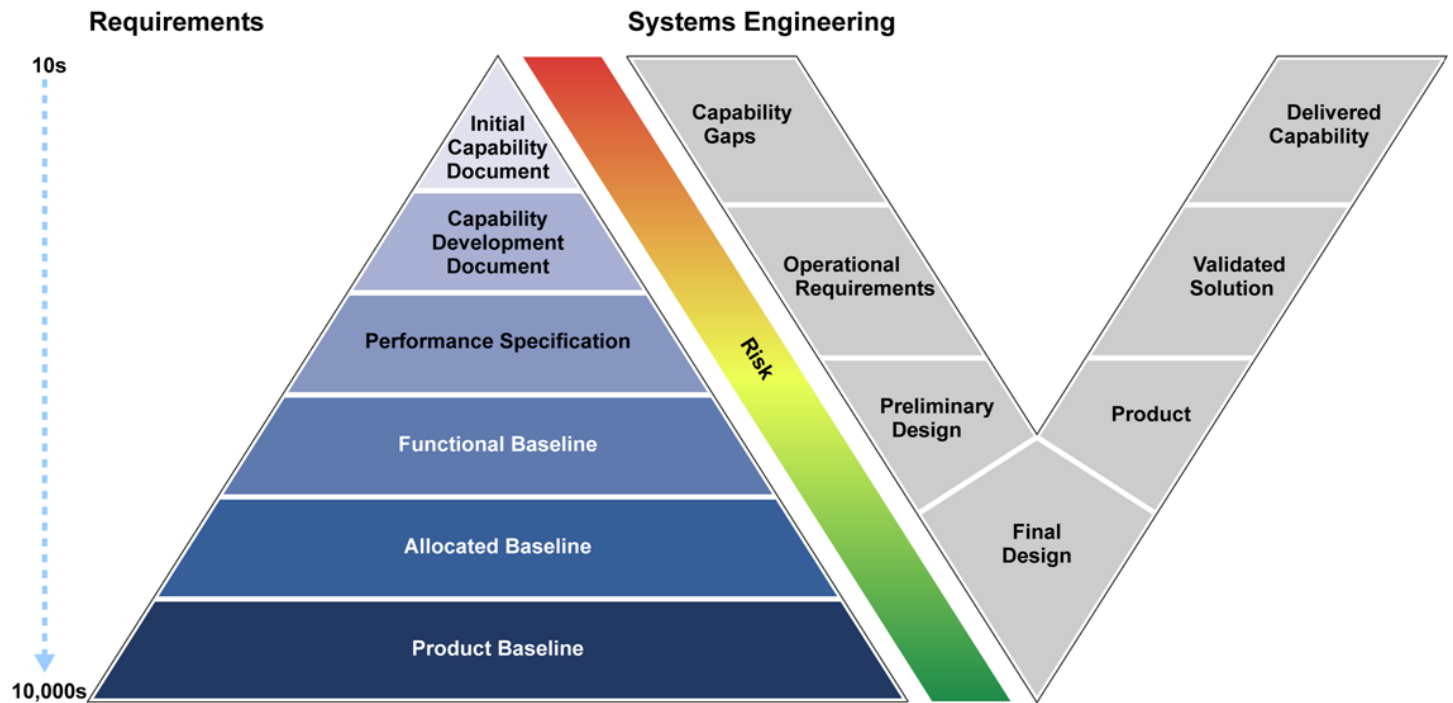 Requirements
Systems Engineering
10s
10,000s
Initial
Capability
Document
Capability
Development
Document
Performance Specification
Functional Baseline
Allocated Baseline
Product Baseline
Risk
Capability
Gaps
Operational
Requirements
Preliminary
Design
Final
Design
Product
Validated
Solution
Delivered
Capability